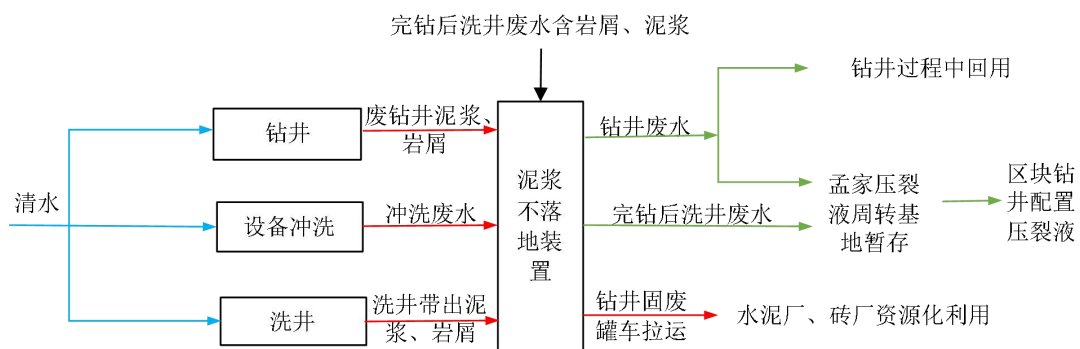 完钻后洗井废水含岩屑、泥浆
清水
钻井
设备冲洗
洗井
废钻井泥浆、
岩屑
冲洗废水
洗井带出泥
浆、岩屑
泥浆
不落
地装
置
钻井废水
完钻后洗井废水
钻井固废
罐车拉运
钻井过程中回用
孟家压裂
液周转基
地暂存
区块钻
井配置
压裂液
水泥厂、砖厂资源化利用